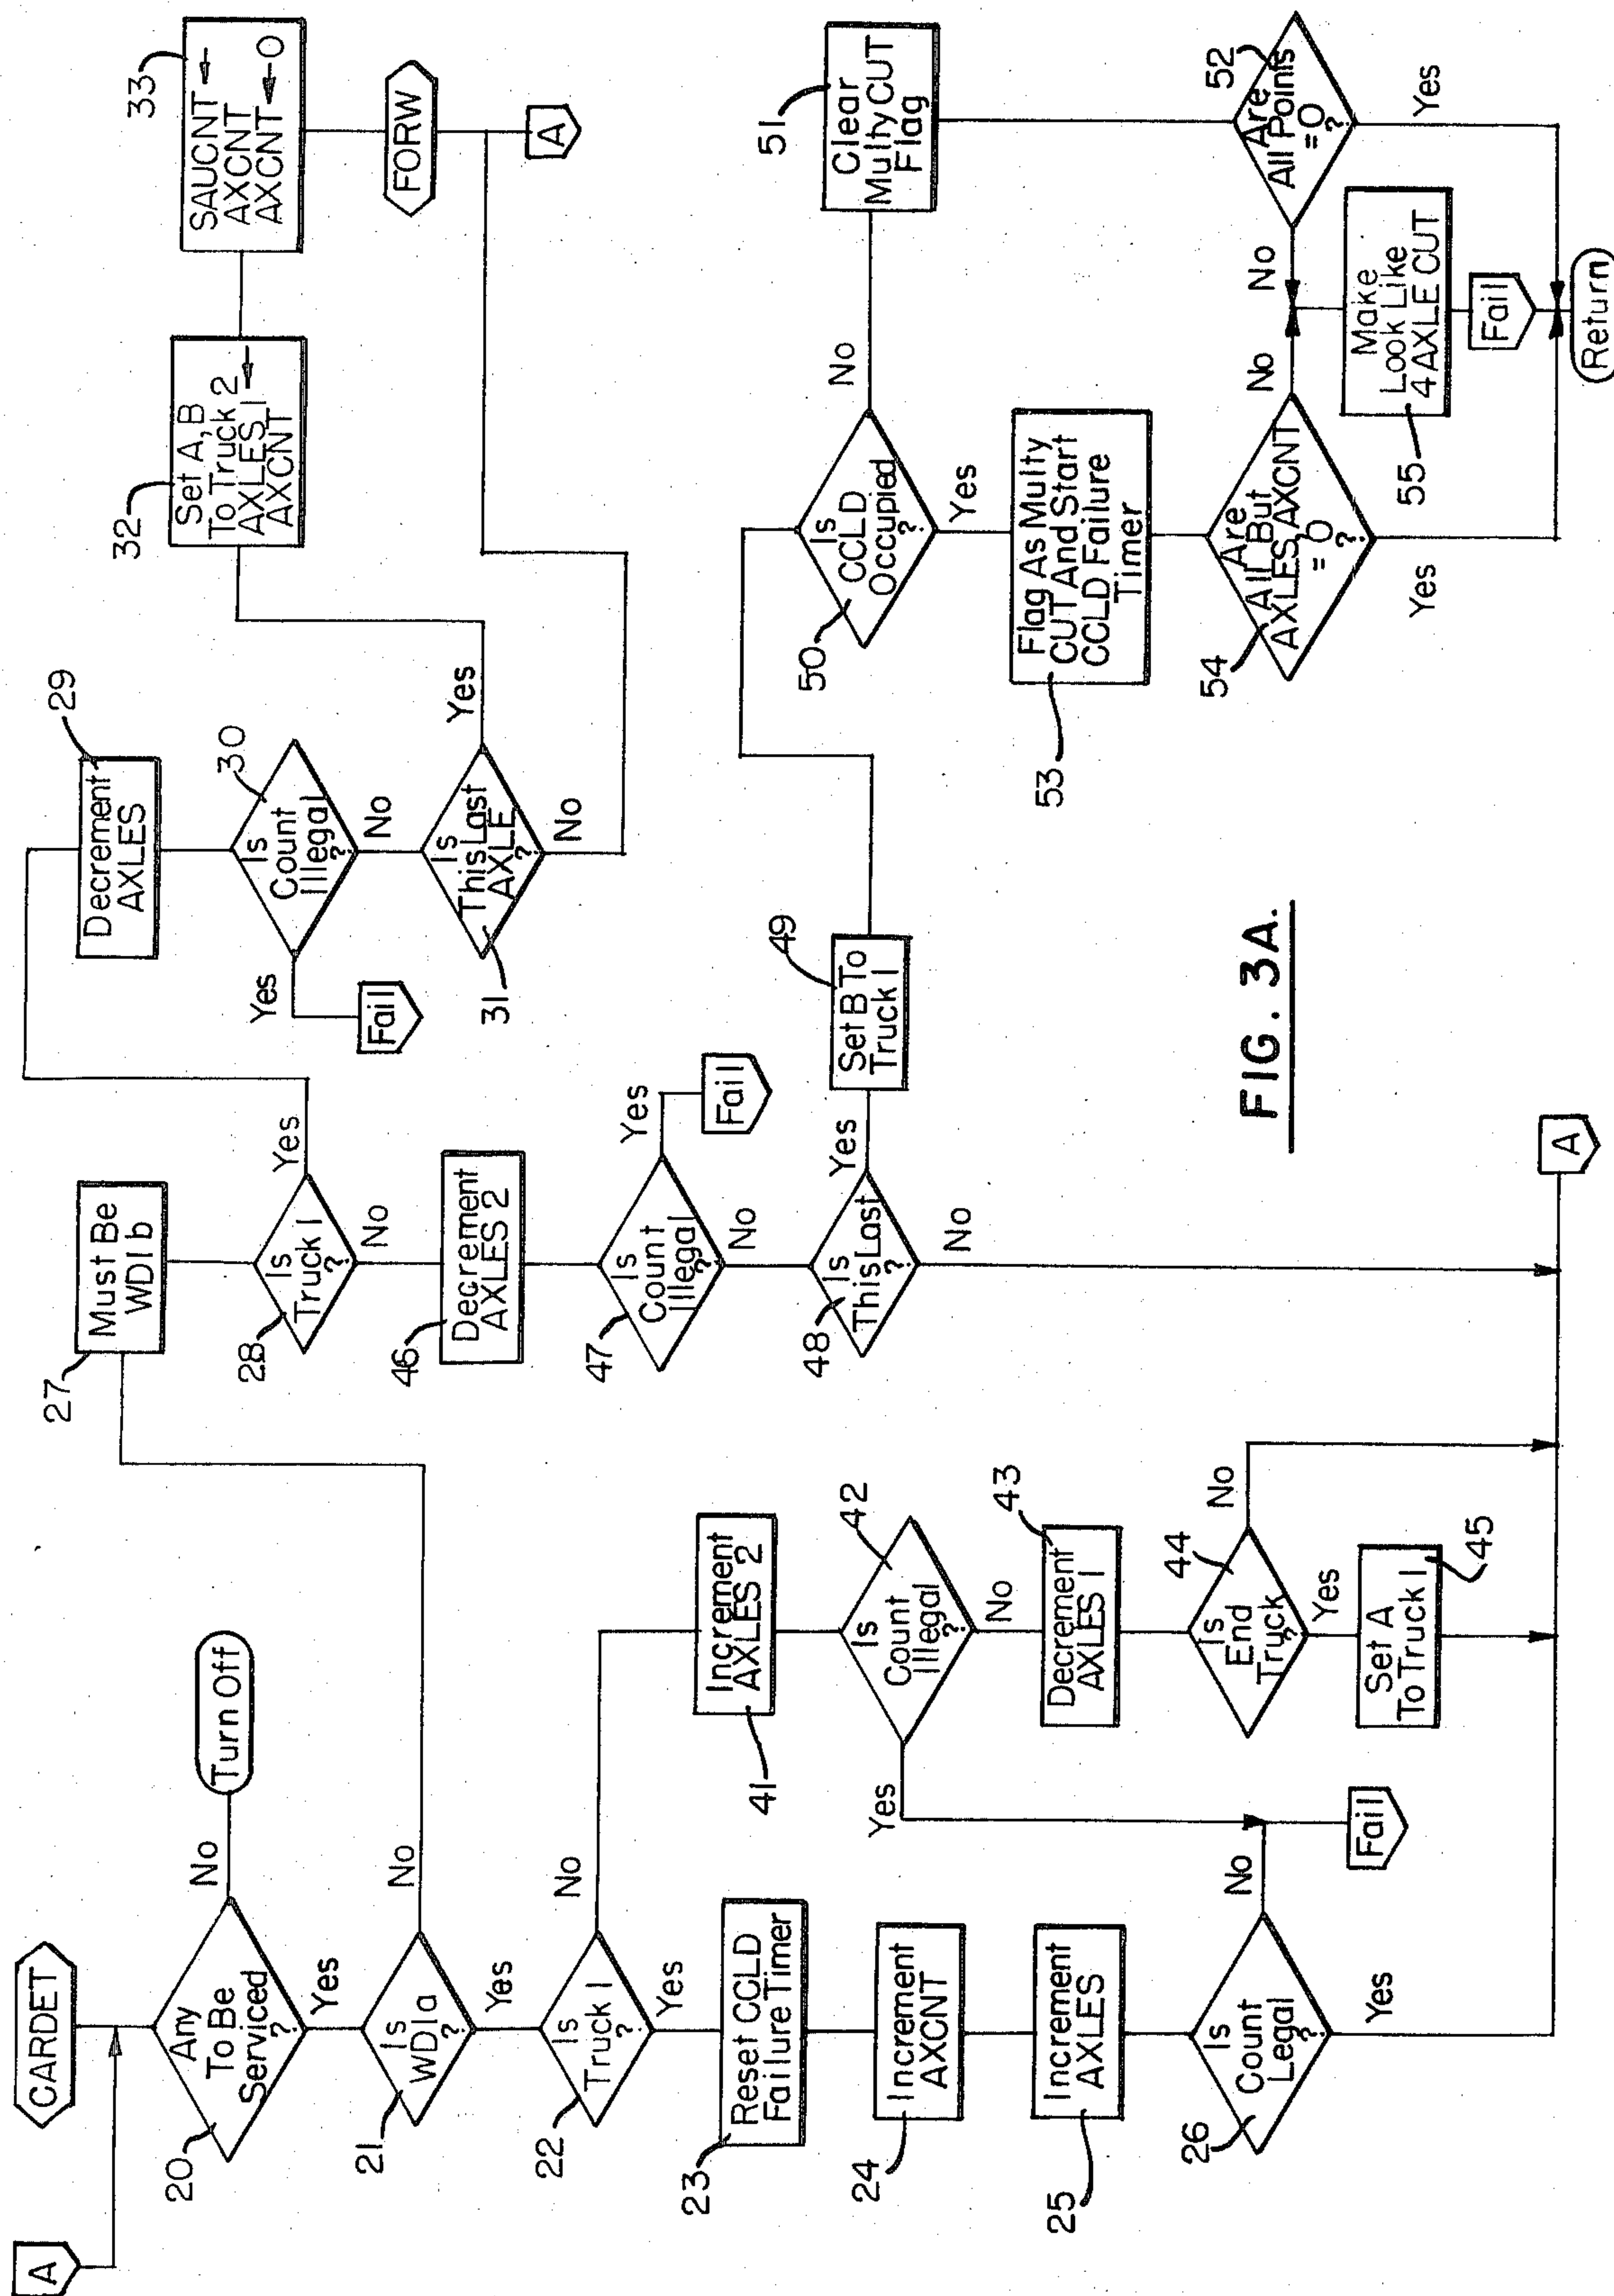 A
CARDET
20
Any
To Be
Serviced
?
No
Turn Off
Yes
21
Is
WD1a
?
No
Yes
22
Is
Truck 1
?
No
Yes
23
Reset CCLD
Failure Timer
24
Increment
AXCNT
25
Increment
AXLES
26
Is
Count
Legal
?
No
Yes
Fail
41
Increment
AXLES 2
42
Is
Count
Illegal
?
Yes
No
43
Decrement
AXLES 1
44
Is
End
Truck
?
No
Yes
45
Set A
To Truck 1
27
Must Be
WD1b
28
Is
Truck 1
?
Yes
No
46
Decrement
AXLES 2
47
Is
Count
Illegal
?
Yes
Fail
No
48
Is
This Last
?
Yes
No
A
49
Set B To
Truck 1
29
Decrement
AXLES
30
Is
Count
Illegal
?
Yes
Fail
No
31
Is
This Last
AXLE
?
Yes
No
32
Set A, B
To Truck 2
AXLES 1 ←
AXCNT
33
SAUCNT ←
AXCNT
AXCNT ← 0
FORW
A
50
Is
CCLD
Occupied
?
No
Yes
51
Clear
Multy CUT
Flag
52
Are
All Points
= 0
?
No
Yes
53
Flag As Multy
CUT And Start
CCLD Failure
Timer
54
Are
All But
AXLES, AXCNT
= 0
?
No
Yes
55
Make
Look Like
4 AXLE CUT
Fail
Return
FIG. 3A.